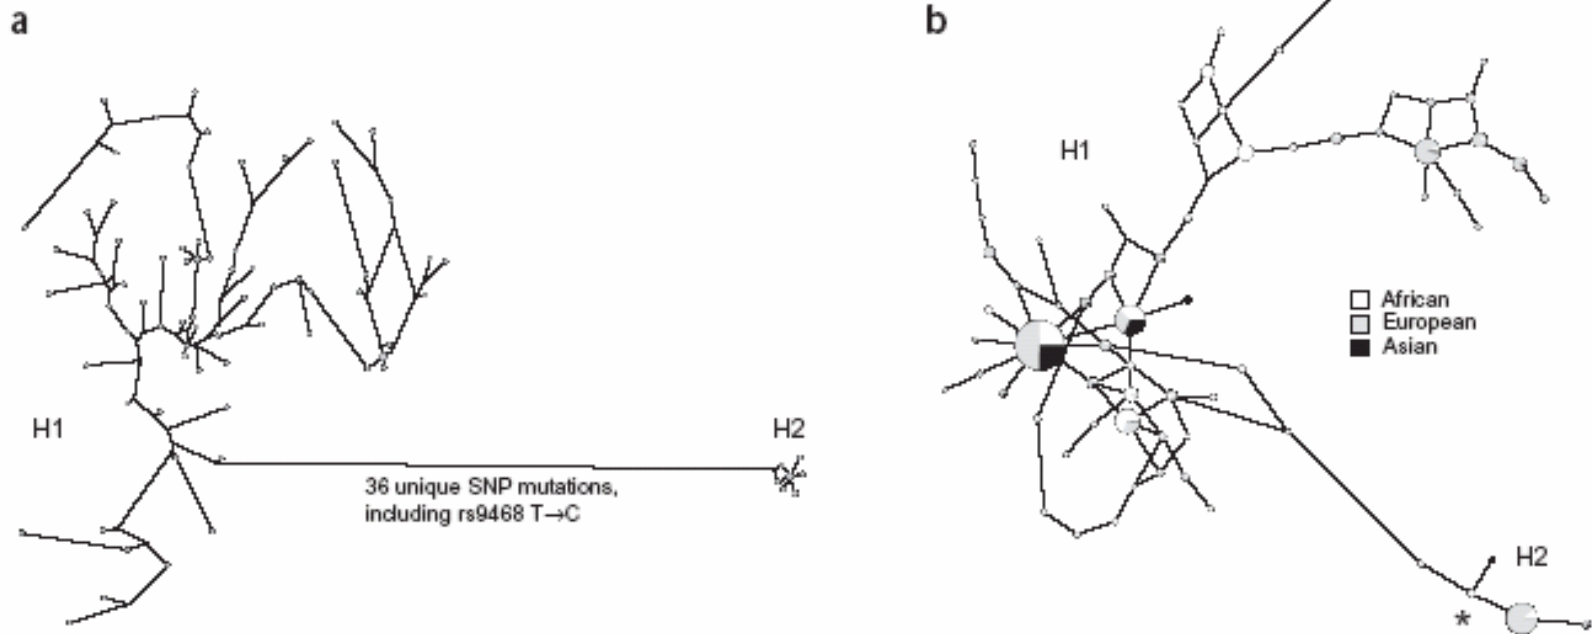 a
H1
H2
36 unique SNP mutations,
including rs9468 T→C
b
H1
African
European
Asian
H2
*